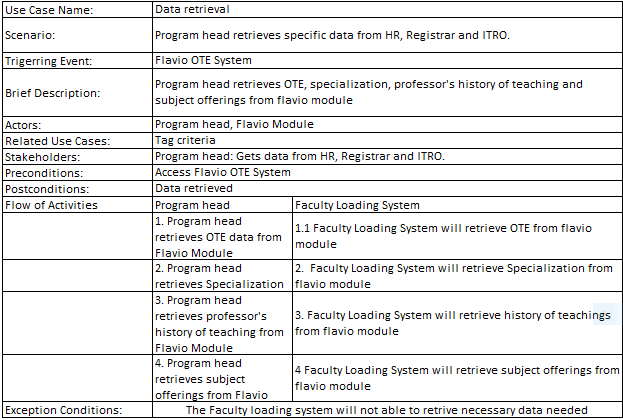 Use Case Name: Data retrieval
Scenario: Program head retrieves specific data from HR, Registrar and ITRO.
Trigerring Event: Flavio OTE System
Brief Description: Program head retrieves OTE, specialization, professor's history of teaching and
subject offerings from flavio module
Actors: Program head, Flavio Module
Related Use Cases: Tag criteria
Stakeholders: Program head: Gets data from HR, Registrar and ITRO.
Preconditions: Access Flavio OTE System
Postconditions: Data retrieved
Flow of Activities Program head Faculty Loading System
1. Program head
retrieves OTE data from
Flavio Module
1.1 Faculty Loading System will retrieve OTE from flavio
module
2. Program head
retrieves Specialization
2. Faculty Loading System will retrieve Specialization from
flavio module
3. Program head
retrieves professor's
history of teaching from
Flavio Module
3. Faculty Loading System will retrieve history of teachings
from flavio module
4. Program head
retrieves subject
offerings from Flavio
4 Faculty Loading System will retrieve subject offerings from
flavio module
Exception Conditions: The Faculty loading system will not able to retrive necessary data needed